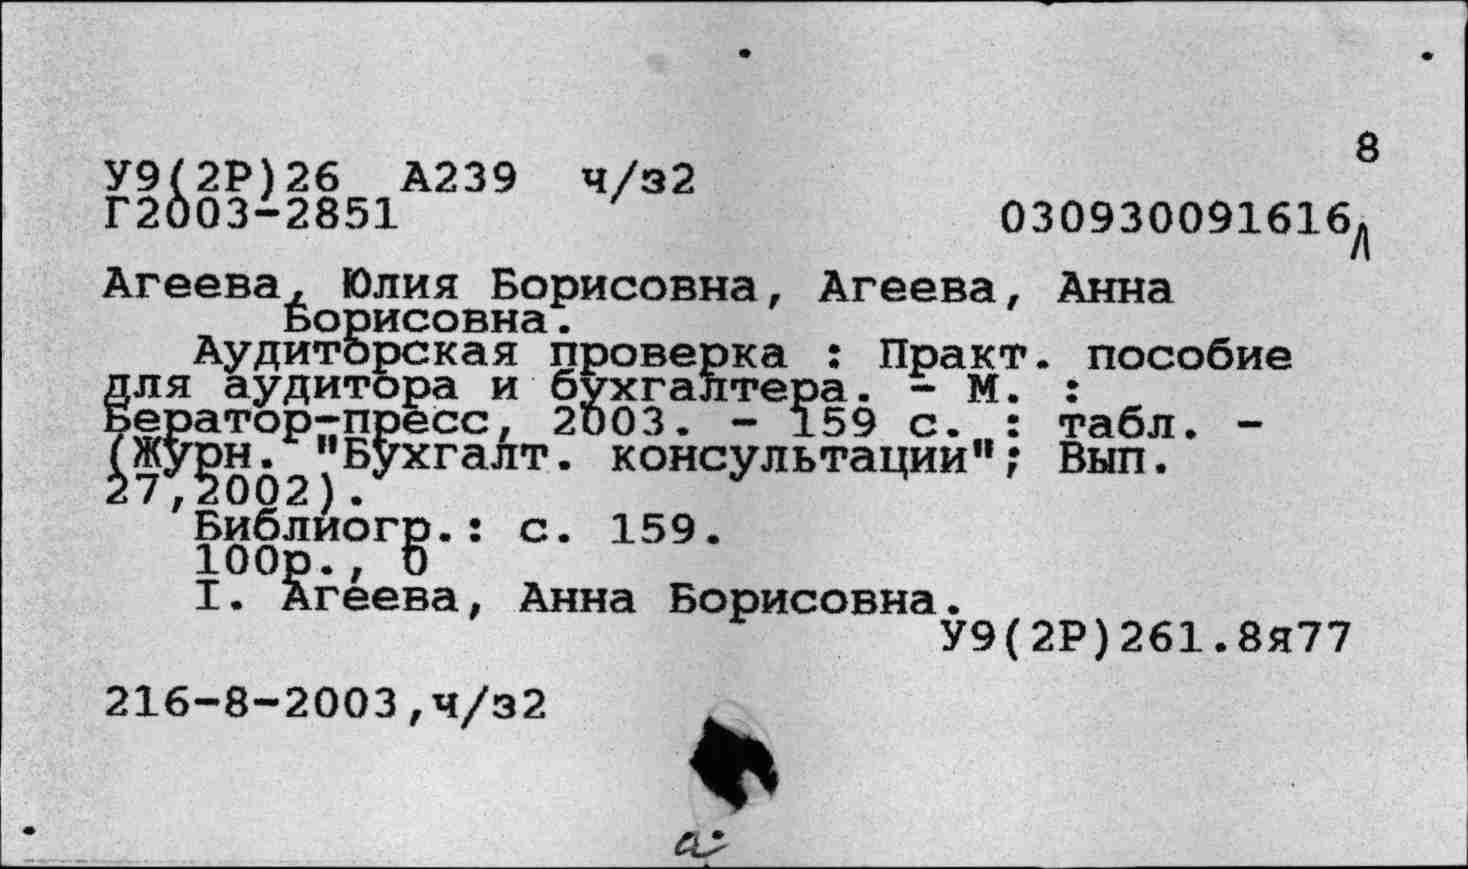 8
У9(2Р)26 А239 ч/з2
Г2003-2851 030930091616
Л
Агеева, Юлия Борисовна, Агеева, Анна
Борисовна.
Аудиторская проверка : Практ. пособие
для аудитора и бухгалтера. - М. :
Бератор-пресс, 2003. - 159 с. : табл. -
(Журн. "Бухгалт. консультации"; Вып.
27,2002).
Библиогр.: с. 159.
100р., 0
I. Агеева, Анна Борисовна.
У9(2Р)261.8я77
216-8-2003,ч/з2